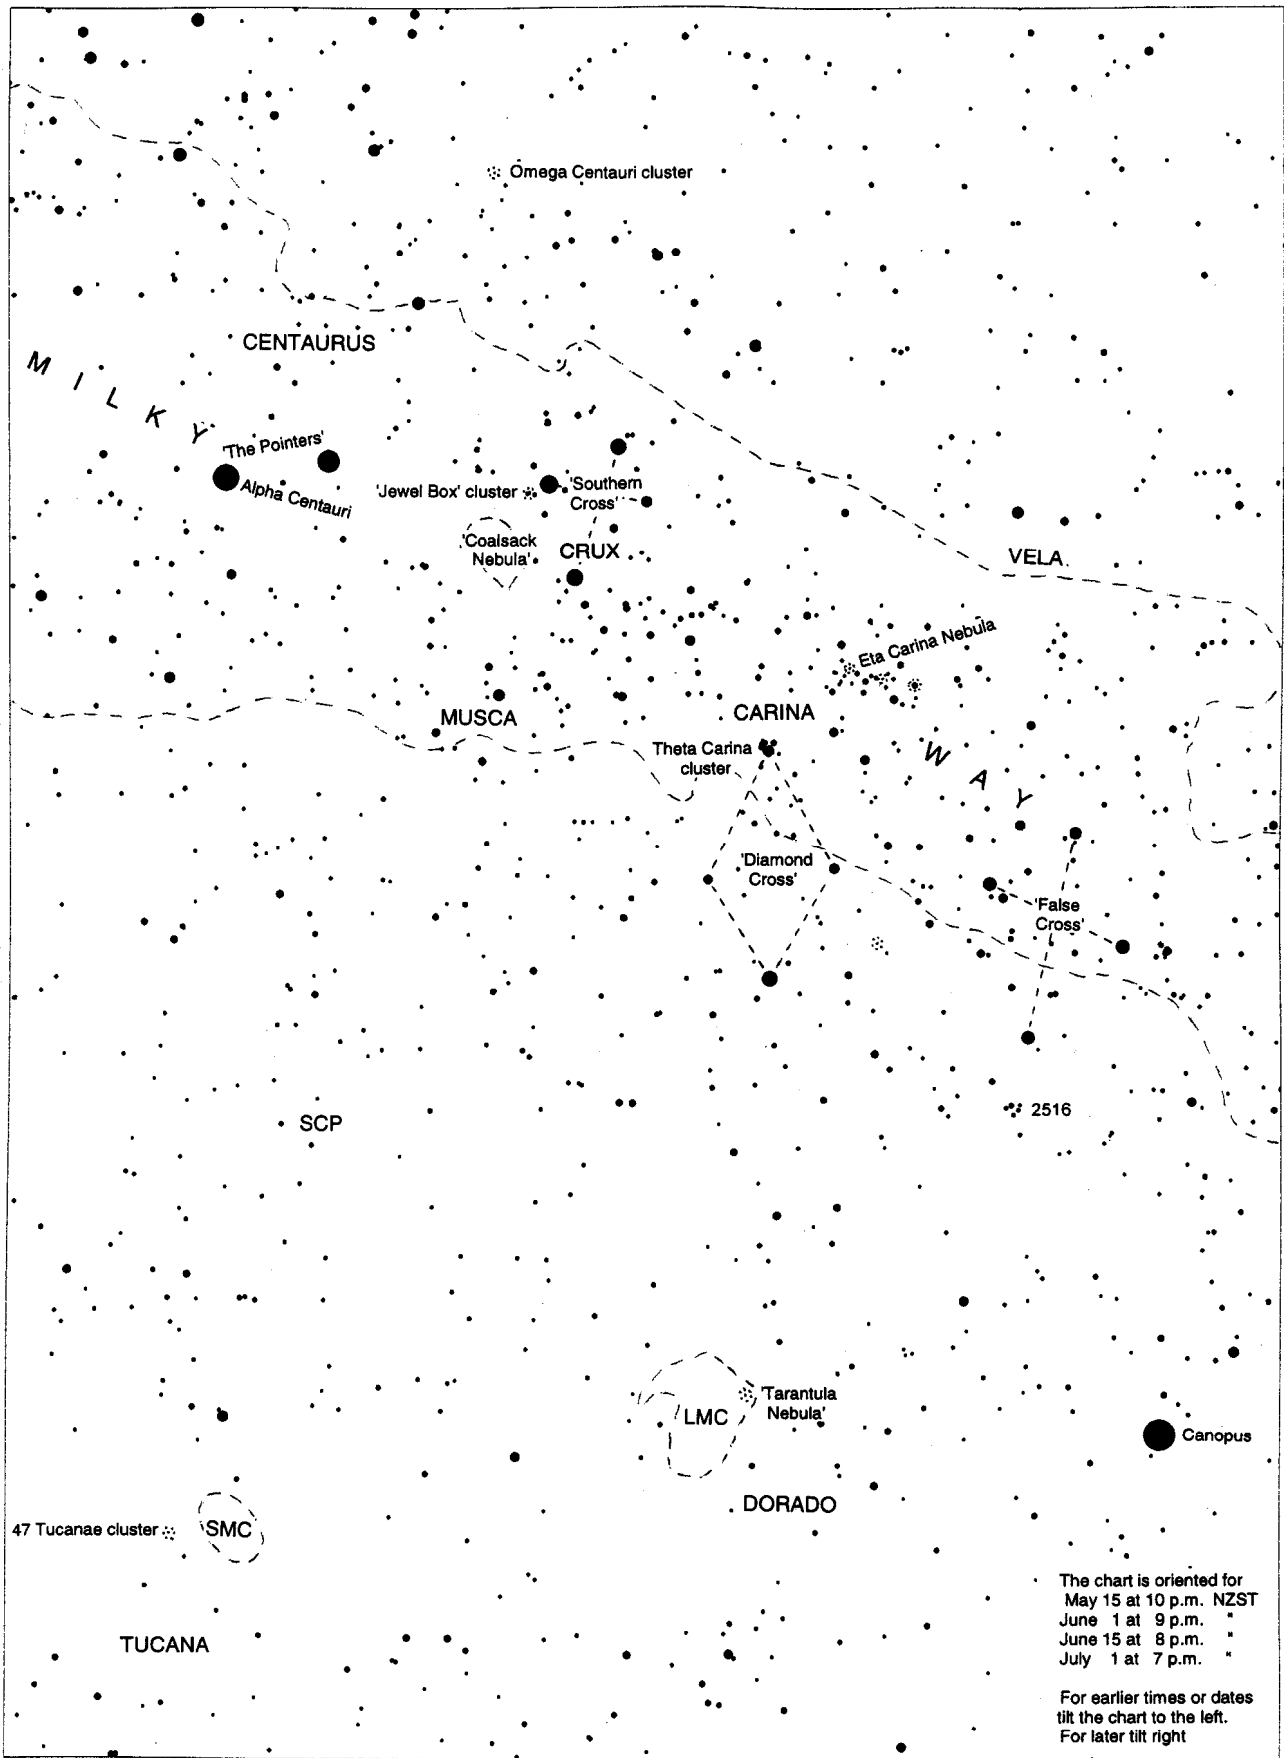 Omega Centauri cluster
CENTAURUS
M I L K Y
'The Pointers'
Alpha Centauri
'Jewel Box' cluster
'Southern
Cross'
'Coalsack
Nebula'
CRUX
VELA
Eta Carina Nebula
MUSCA
CARINA
Theta Carina
cluster
W A Y
'Diamond
Cross'
'False
Cross'
SCP
2516
'Tarantula
Nebula'
LMC
Canopus
DORADO
47 Tucanae cluster
SMC
TUCANA
The chart is oriented for
May 15 at 10 p.m. NZST
June 1 at 9 p.m. "
June 15 at 8 p.m. "
July 1 at 7 p.m. "
For earlier times or dates
tilt the chart to the left.
For later tilt right